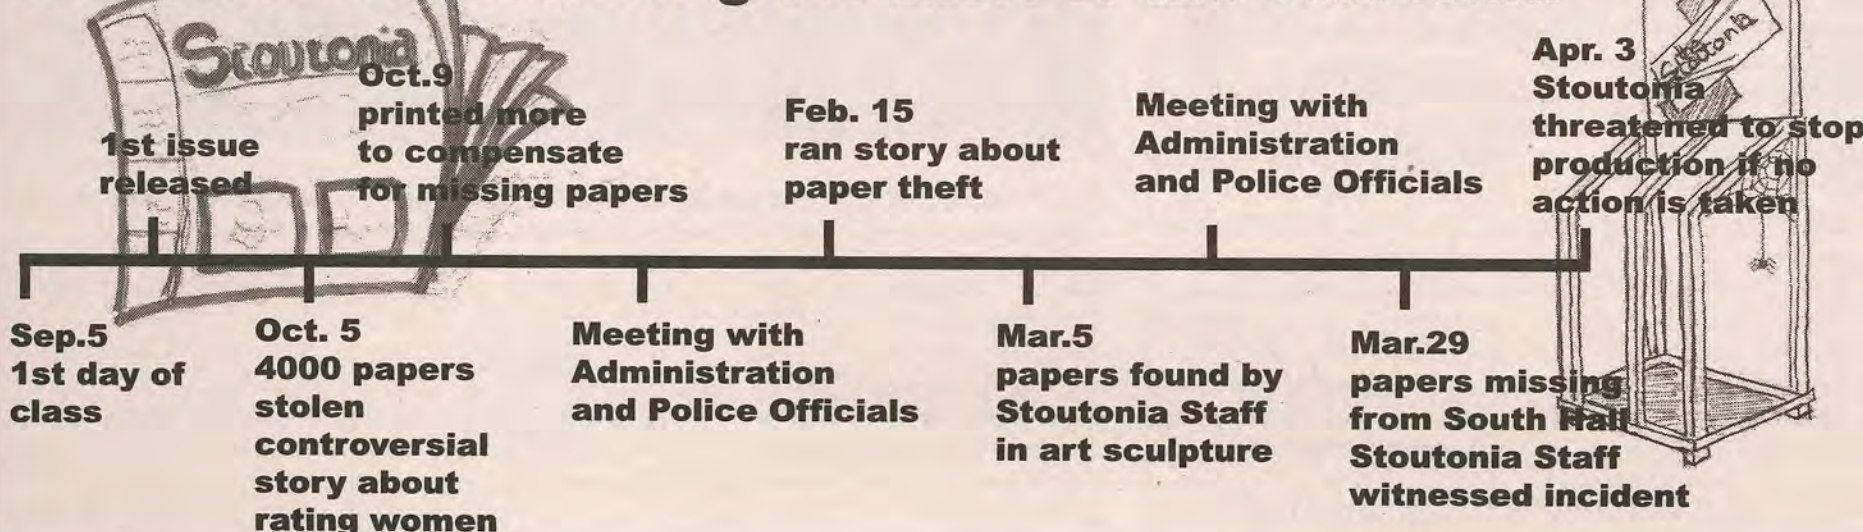 Stoutonia
Sep.5
1st day of
class
1st issue
released
Oct. 5
4000 papers
stolen
controversial
story about
rating women
Oct.9
printed more
to compensate
for missing papers
Meeting with
Administration
and Police Officials
Feb. 15
ran story about
paper theft
Mar.5
papers found by
Stoutonia Staff
in art sculpture
Meeting with
Administration
and Police Officials
Mar.29
papers missing
from South Hall
Stoutonia Staff
witnessed incident
Apr. 3
Stoutonia
threatened to stop
production if no
action is taken
Stoutonia